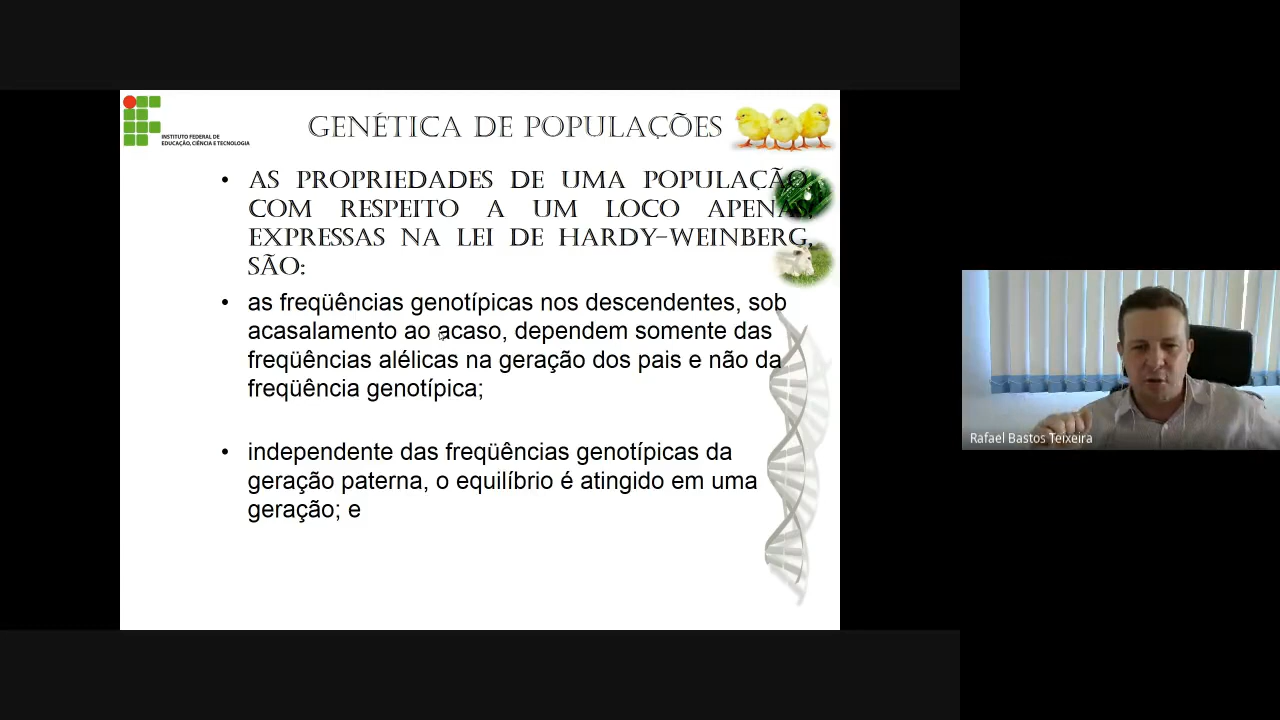 INSTITUTO FEDERAL DE
EDUCAÇÃO, CIÊNCIA E TECNOLOGIA
GENÉTICA DE POPULAÇÕES
• AS PROPRIEDADES DE UMA POPULAÇÃO,
COM RESPEITO A UM LOCO APENAS,
EXPRESSAS NA LEI DE HARDY-WEINBERG,
SÃO:
• as freqüências genotípicas nos descendentes, sob
acasalamento ao acaso, dependem somente das
freqüências alélicas na geração dos pais e não da
freqüência genotípica;
• independente das freqüências genotípicas da
geração paterna, o equilíbrio é atingido em uma
geração; e
Rafael Bastos Teixeira